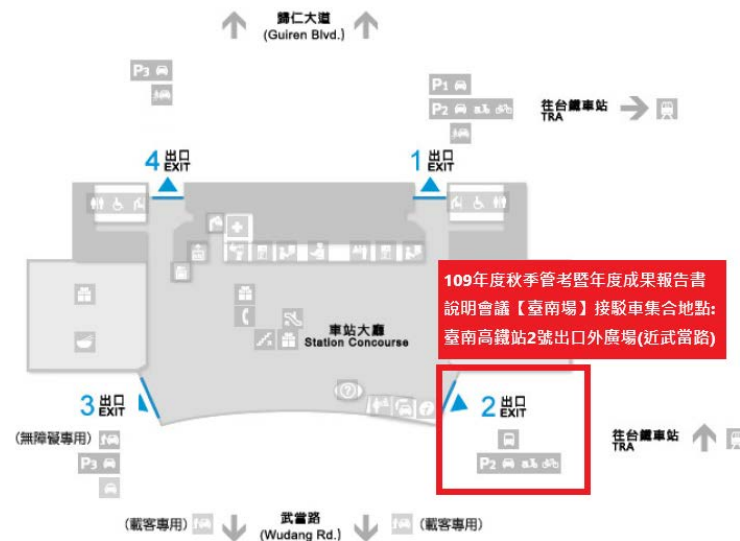 歸仁大道
(Guiren Blvd.)
P3
P1
P2
往台鐵車站
TRA
4 出口
EXIT
1 出口
EXIT
109年度秋季管考暨年度成果報告書
說明會議【臺南場】接駁車集合地點:
臺南高鐵站2號出口外廣場(近武當路)
車站大廳
Station Concourse
3 出口
EXIT
2 出口
EXIT
(無障礙專用)
P3
P2
往台鐵車站
TRA
(載客專用)
武當路
(Wudang Rd.)
(載客專用)